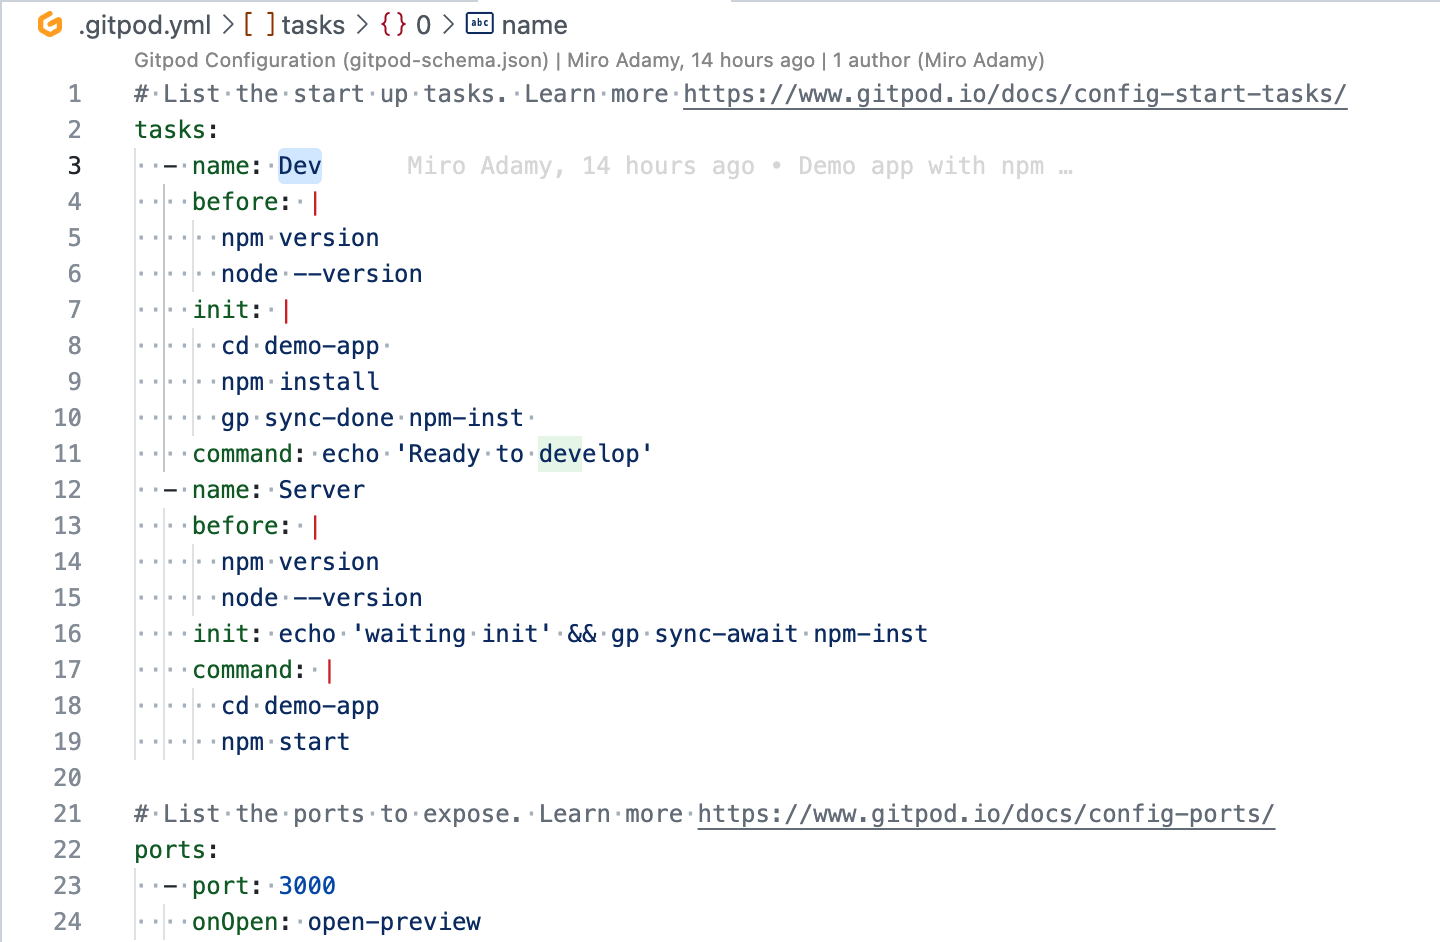 .gitpod.yml > [ ] tasks > {} 0 > abc name
Gitpod Configuration (gitpod-schema.json) | Miro Adamy, 14 hours ago | 1 author (Miro Adamy)
1 # List the start up tasks. Learn more https://www.gitpod.io/docs/config-start-tasks/
2 tasks:
3   - name: Dev Miro Adamy, 14 hours ago • Demo app with npm …
4     before: |
5       npm version
6       node --version
7     init: |
8       cd demo-app
9       npm install
10       gp sync-done npm-inst
11     command: echo 'Ready to develop'
12   - name: Server
13     before: |
14       npm version
15       node --version
16     init: echo 'waiting init' && gp sync-await npm-inst
17     command: |
18       cd demo-app
19       npm start
20
21 # List the ports to expose. Learn more https://www.gitpod.io/docs/config-ports/
22 ports:
23   - port: 3000
24     onOpen: open-preview